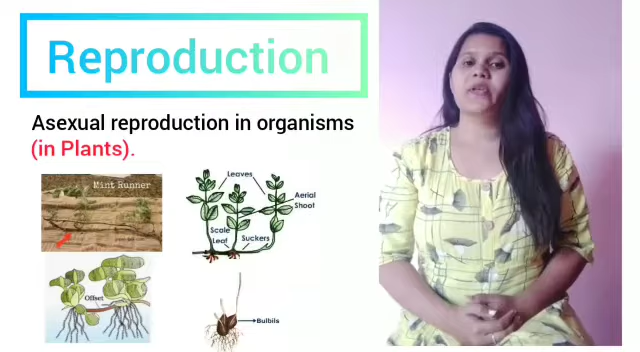 Reproduction
Asexual reproduction in organisms
(in Plants).
Mint Runner
Leaves
Aerial
Shoot
Scale
Leaf
Suckers
Offset
Bulbils